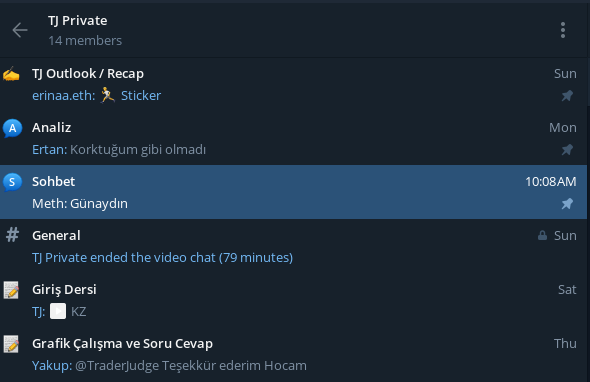 TJ Private
14 members
TJ Outlook / Recap Sun
erinaa.eth: 🏃 Sticker
A Analiz Mon
Ertan: Korktuğum gibi olmadı
S Sohbet 10:08AM
Meth: Günaydın
# General Sun
TJ Private ended the video chat (79 minutes)
Giriş Dersi Sat
TJ: KZ
Grafik Çalışma ve Soru Cevap Thu
Yakup: @TraderJudge Teşekkür ederim Hocam